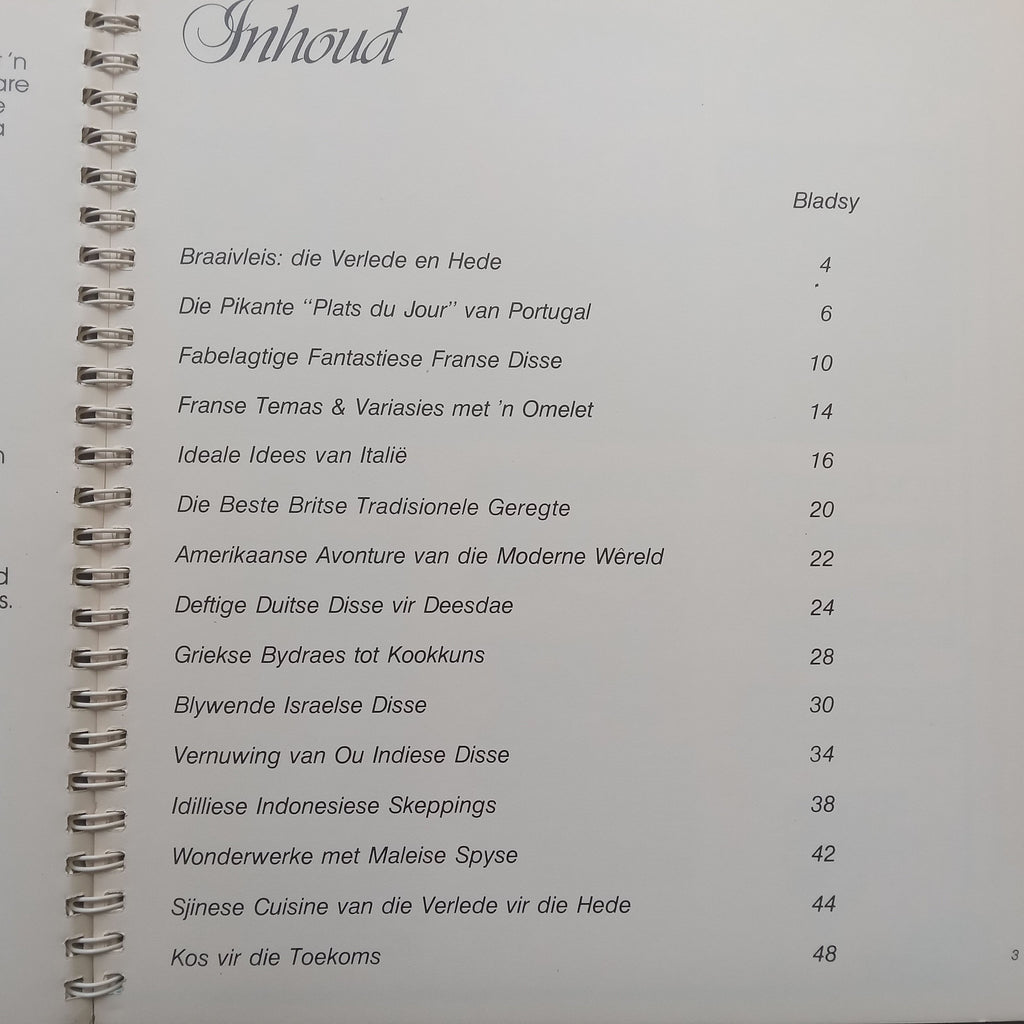 Inhoud
Bladsy
Braaivleis: die Verlede en Hede 4
Die Pikante “Plats du Jour” van Portugal 6
Fabelagtige Fantastiese Franse Disse 10
Franse Temas & Variasies met ’n Omelet 14
Ideale Idees van Italië 16
Die Beste Britse Tradisionele Geregte 20
Amerikaanse Avonture van die Moderne Wêreld 22
Deftige Duitse Disse vir Deesdae 24
Griekse Bydraes tot Kookkuns 28
Blywende Israelse Disse 30
Vernuwing van Ou Indiese Disse 34
Idilliese Indonesiese Skeppings 38
Wonderwerke met Maleise Spyse 42
Sjinese Cuisine van die Verlede vir die Hede 44
Kos vir die Toekoms 48
3